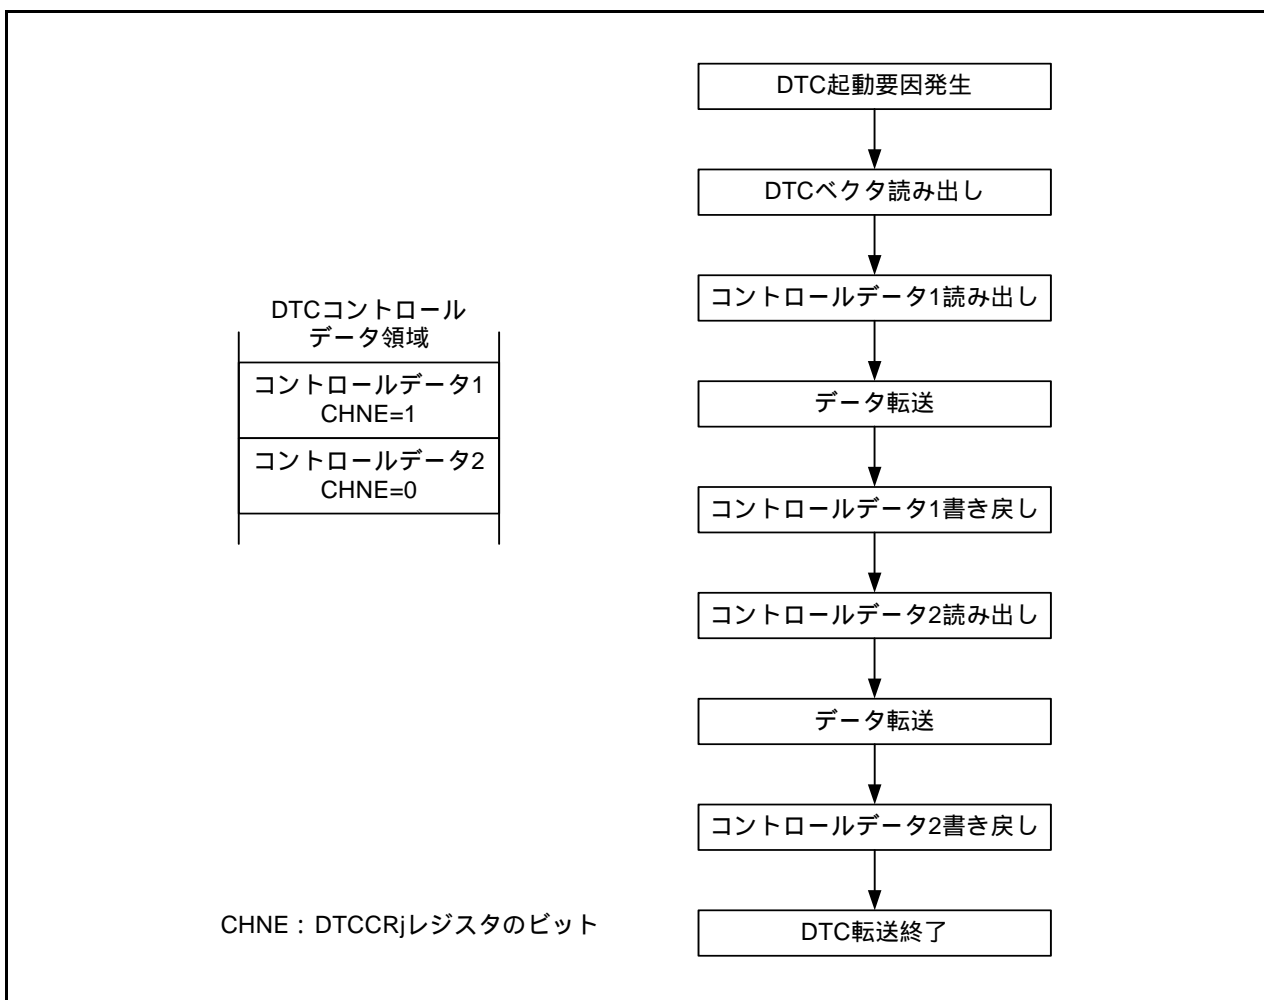 DTC起動要因発生
DTCベクタ読み出し
コントロールデータ1読み出し
データ転送
コントロールデータ1書き戻し
コントロールデータ2読み出し
データ転送
コントロールデータ2書き戻し
DTC転送終了
DTCコントロール
データ領域
コントロールデータ1
CHNE=1
コントロールデータ2
CHNE=0
CHNE：DTCCRjレジスタのビット